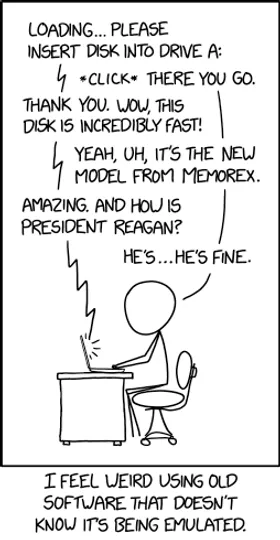 LOADING... PLEASE
INSERT DISK INTO DRIVE A:
*CLICK* THERE YOU GO.
THANK YOU. WOW, THIS
DISK IS INCREDIBLY FAST!
YEAH, UH, IT'S THE NEW
MODEL FROM MEMOREX.
AMAZING. AND HOW IS
PRESIDENT REAGAN?
HE'S...HE'S FINE.
I FEEL WEIRD USING OLD
SOFTWARE THAT DOESN'T
KNOW IT'S BEING EMULATED.